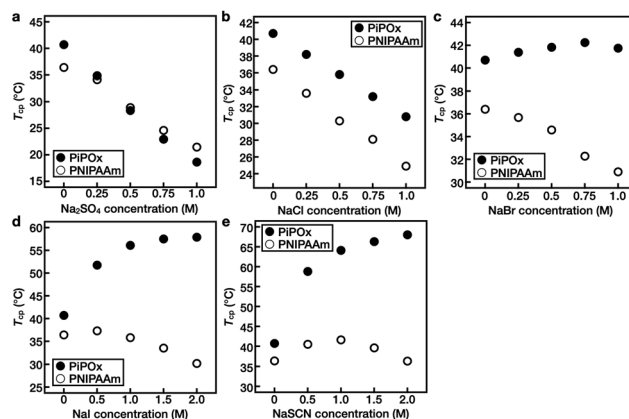 a
T_cp (°C)
40
35
30
25
20
15
PiPOx
PNIPAAm
0 0.25 0.5 0.75 1.0
Na₂SO₄ concentration (M)
b
T_cp (°C)
42
40
38
36
34
32
30
28
26
24
PiPOx
PNIPAAm
0 0.25 0.5 0.75 1.0
NaCl concentration (M)
c
T_cp (°C)
44
42
40
38
36
34
32
30
PiPOx
PNIPAAm
0 0.25 0.5 0.75 1.0
NaBr concentration (M)
d
T_cp (°C)
60
55
50
45
40
35
30
25
PiPOx
PNIPAAm
0 0.5 1.0 1.5 2.0
NaI concentration (M)
e
T_cp (°C)
70
65
60
55
50
45
40
35
30
PiPOx
PNIPAAm
0 0.5 1.0 1.5 2.0
NaSCN concentration (M)